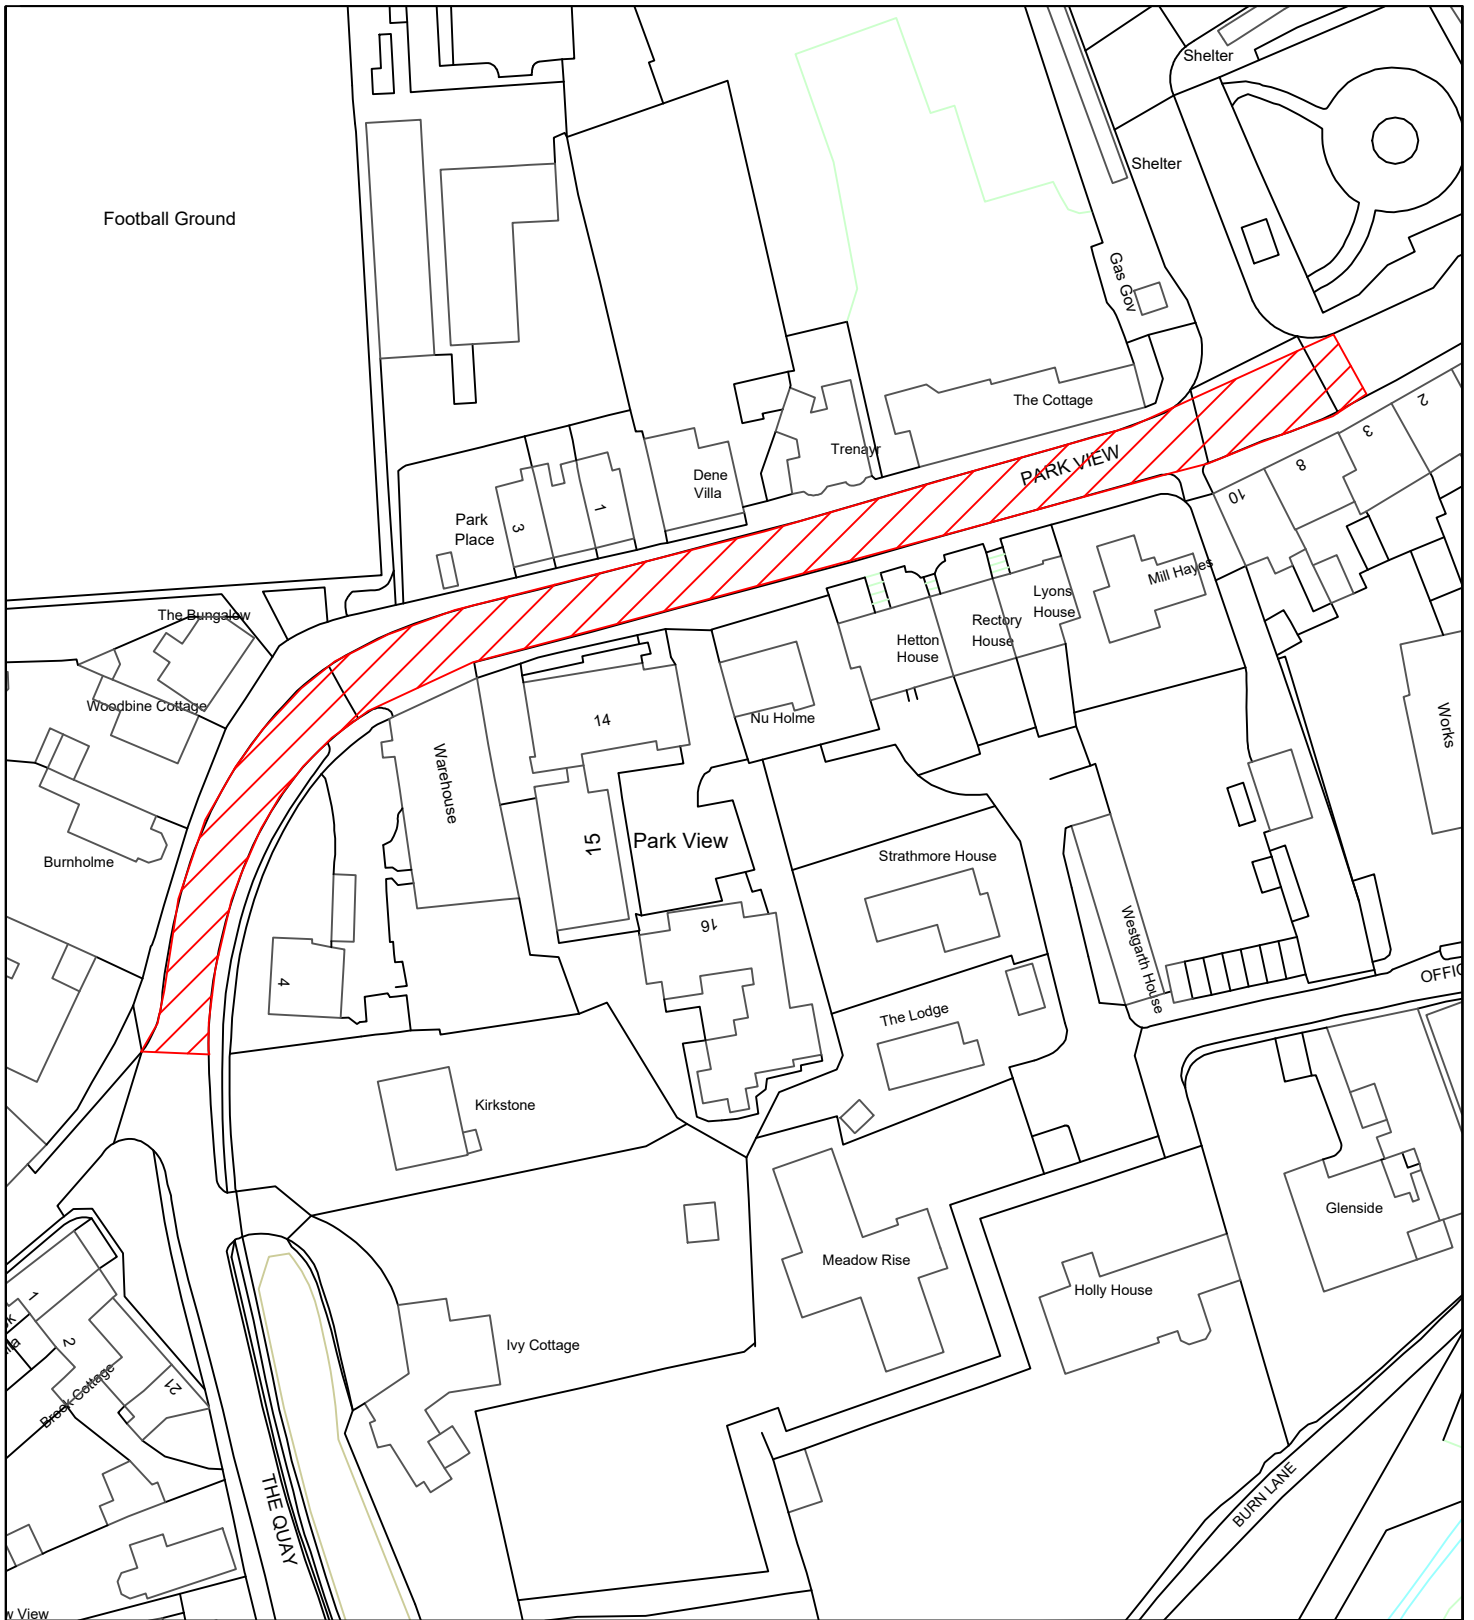 Shelter
Shelter
Football Ground
Gas Gov
The Cottage
2
3
8
10
Trenayr
PARK VIEW
Dene
Villa
1
3
Park
Place
Mill Hayes
Lyons
House
Rectory
House
Hetton
House
The Bungalow
Woodbine Cottage
Nu Holme
14
Works
Warehouse
15
Park View
Burnholme
Strathmore House
16
Westgarth House
4
OFFIC
The Lodge
Kirkstone
Glenside
Meadow Rise
Holly House
Ivy Cottage
1
2
21
Brook Cottage
THE QUAY
BURN LANE
w View